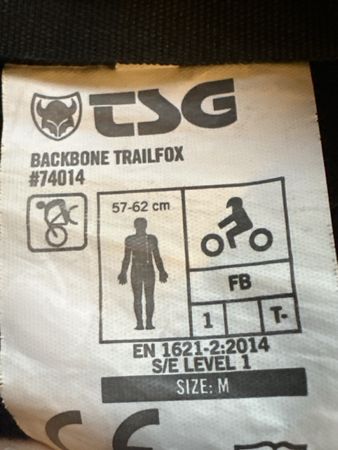 TSG
BACKBONE TRAILFOX
#74014
57-62 cm
FB
1 T-
EN 1621-2:2014
S/E LEVEL 1
SIZE: M
CE